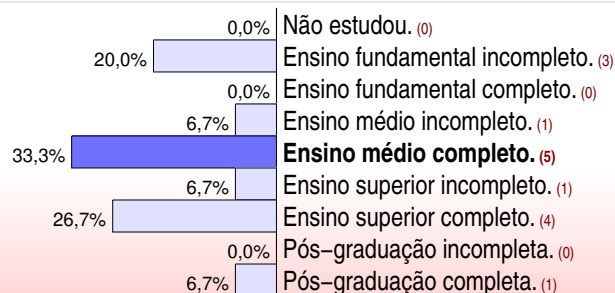 0,0% Não estudou. (0)
20,0% Ensino fundamental incompleto. (3)
0,0% Ensino fundamental completo. (0)
6,7% Ensino médio incompleto. (1)
33,3% Ensino médio completo. (5)
6,7% Ensino superior incompleto. (1)
26,7% Ensino superior completo. (4)
0,0% Pós−graduação incompleta. (0)
6,7% Pós−graduação completa. (1)